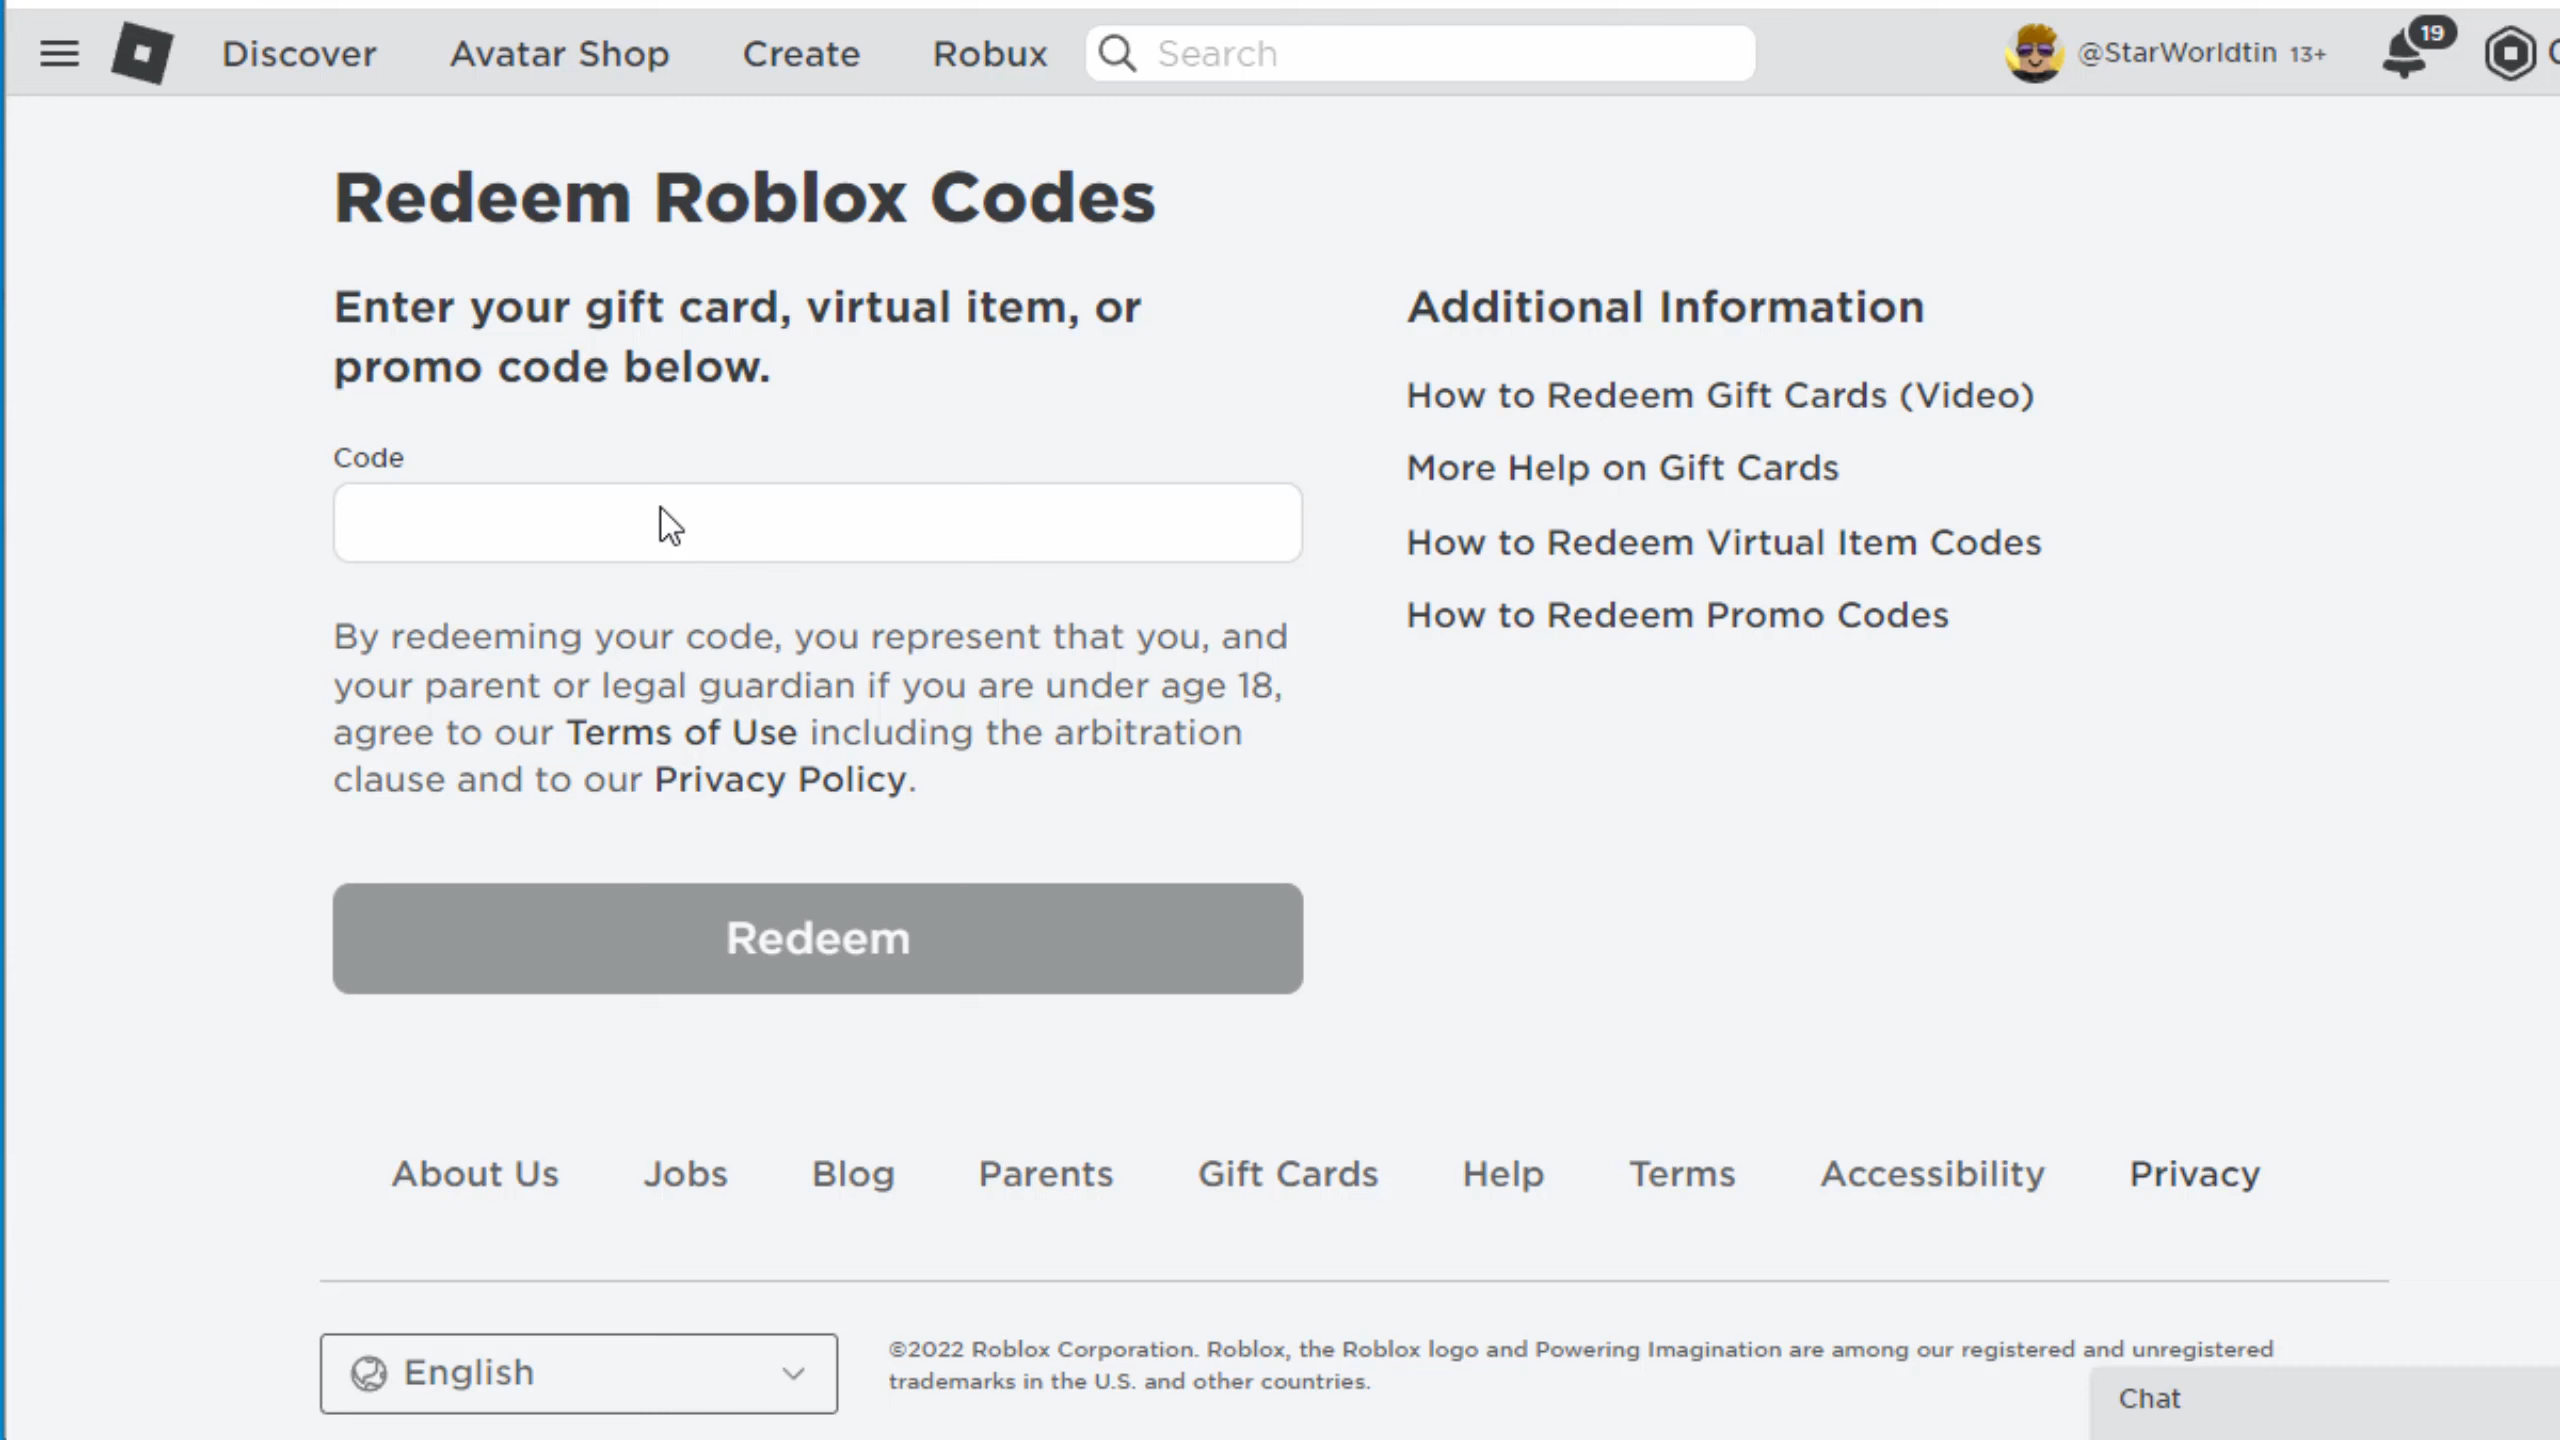 Discover Avatar Shop Create Robux Search @StarWorldtin 13+ 19
Redeem Roblox Codes
Enter your gift card, virtual item, or
promo code below.
Code
By redeeming your code, you represent that you, and
your parent or legal guardian if you are under age 18,
agree to our Terms of Use including the arbitration
clause and to our Privacy Policy.
Redeem
Additional Information
How to Redeem Gift Cards (Video)
More Help on Gift Cards
How to Redeem Virtual Item Codes
How to Redeem Promo Codes
About Us Jobs Blog Parents Gift Cards Help Terms Accessibility Privacy
English
©2022 Roblox Corporation. Roblox, the Roblox logo and Powering Imagination are among our registered and unregistered
trademarks in the U.S. and other countries.
Chat